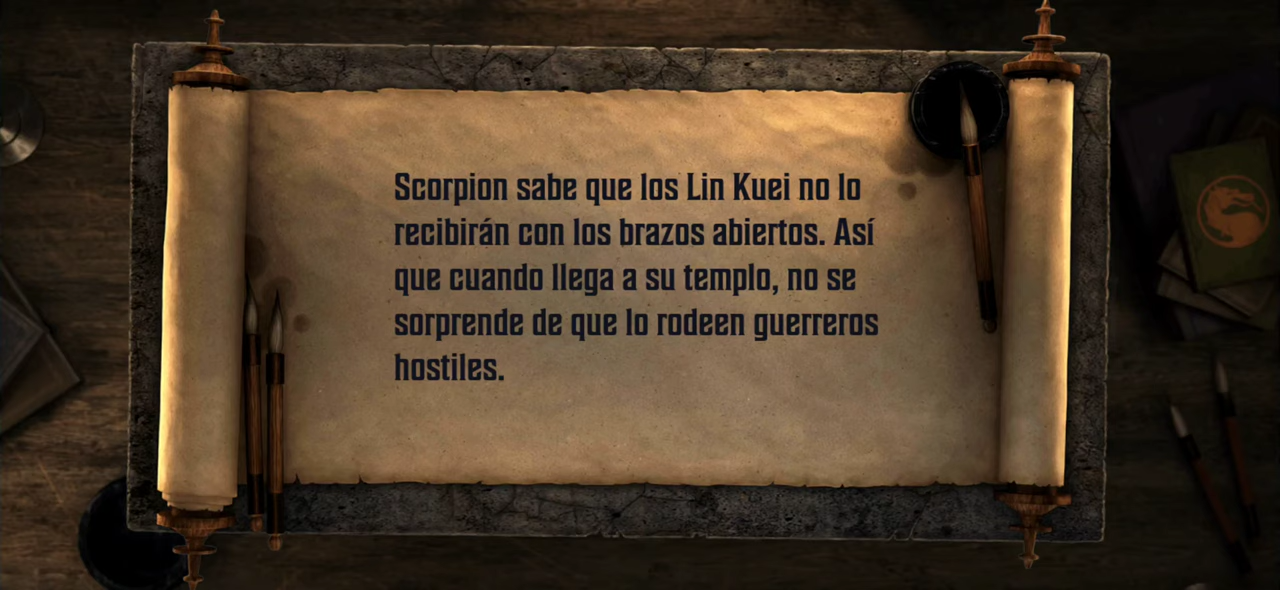 Scorpion sabe que los Lin Kuei no lo
recibirán con los brazos abiertos. Así
que cuando llega a su templo, no se
sorprende de que lo rodeen guerreros
hostiles.